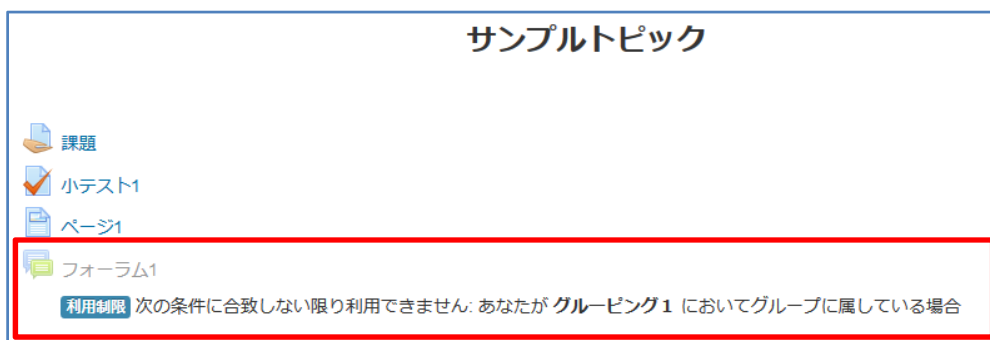 サンプルトピック
課題
小テスト1
ページ1
フォーラム1
利用制限 次の条件に合致しない限り利用できません: あなたが グルーピング1 においてグループに属している場合